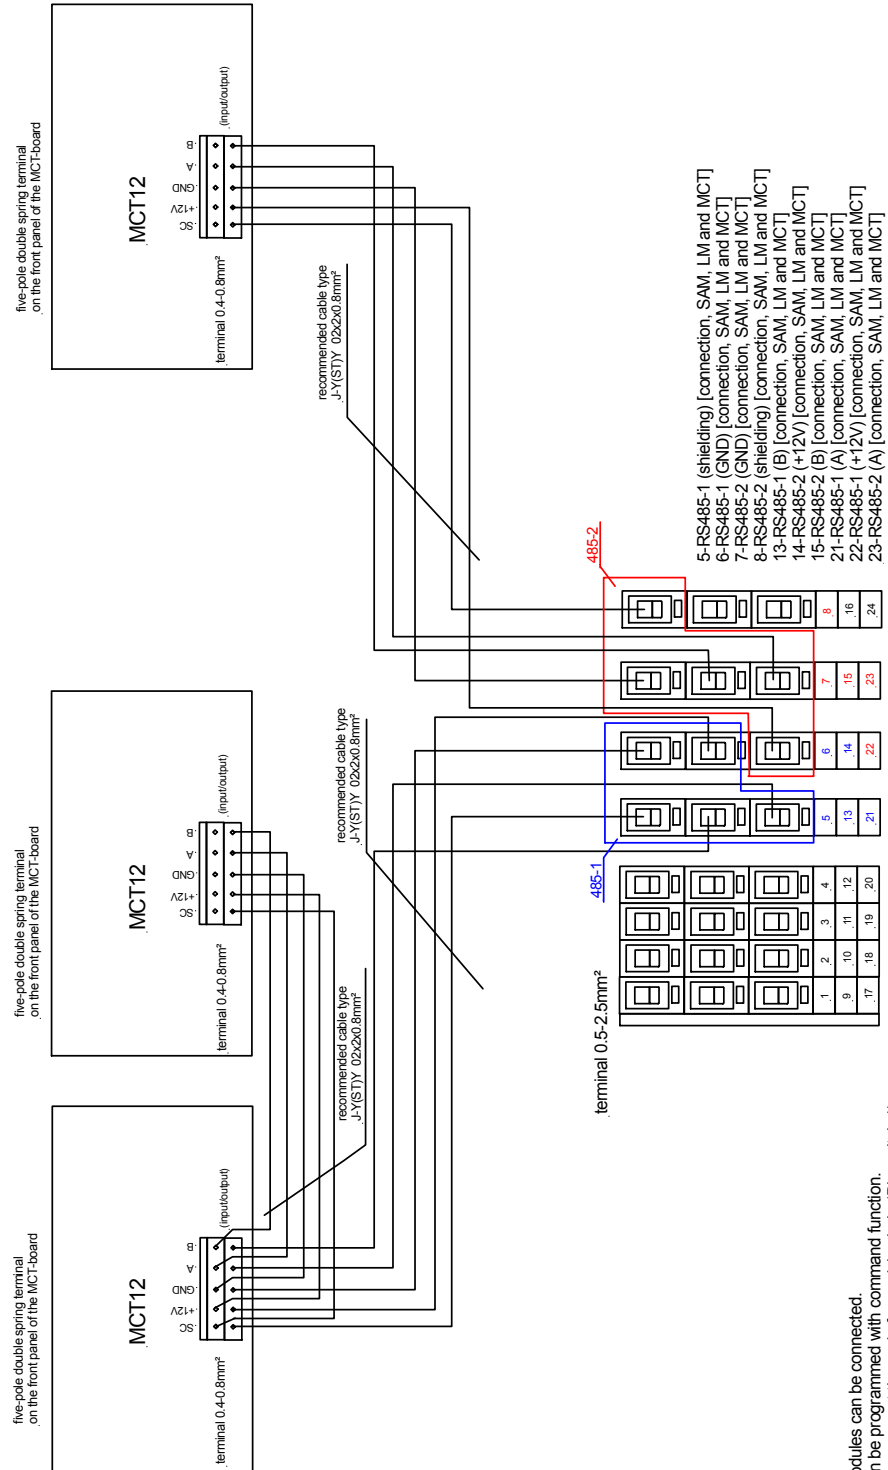 five-pole double spring terminal
on the front panel of the MCT-board
MCT12
terminal 0.4-0.8mm²
SC
+12V
GND
A
B
(input/output)
five-pole double spring terminal
on the front panel of the MCT-board
MCT12
terminal 0.4-0.8mm²
SC
+12V
GND
A
B
(input/output)
five-pole double spring terminal
on the front panel of the MCT-board
MCT12
terminal 0.4-0.8mm²
SC
+12V
GND
A
B
(input/output)
recommended cable type
J-Y(ST)Y 02x2x0.8mm²
recommended cable type
J-Y(ST)Y 02x2x0.8mm²
recommended cable type
J-Y(ST)Y 02x2x0.8mm²
terminal 0.5-2.5mm²
485-1
485-2
1 2 3 4 5 6 7 8
9 10 11 12 13 14 15 16
17 18 19 20 21 22 23 24
5-RS485-1 (shielding) [connection, SAM, LM and MCT]
6-RS485-1 (GND) [connection, SAM, LM and MCT]
7-RS485-2 (GND) [connection, SAM, LM and MCT]
8-RS485-2 (shielding) [connection, SAM, LM and MCT]
13-RS485-1 (B) [connection, SAM, LM and MCT]
14-RS485-2 (+12V) [connection, SAM, LM and MCT]
15-RS485-2 (B) [connection, SAM, LM and MCT]
21-RS485-1 (A) [connection, SAM, LM and MCT]
22-RS485-1 (+12V) [connection, SAM, LM and MCT]
23-RS485-2 (A) [connection, SAM, LM and MCT]
can be connected.
be programmed with command function.